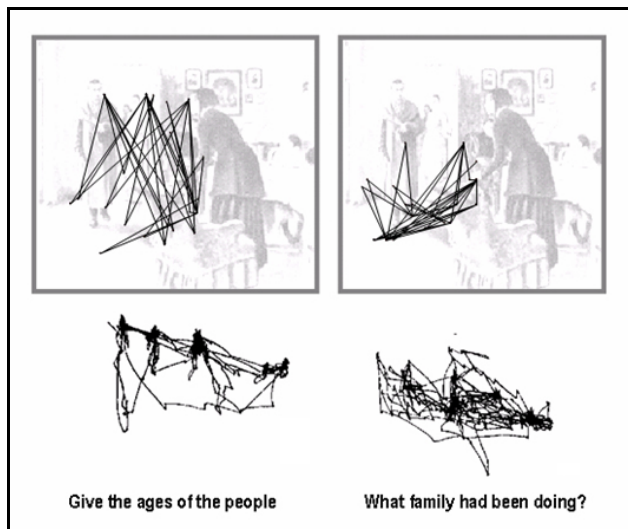 Give the ages of the people
What family had been doing?